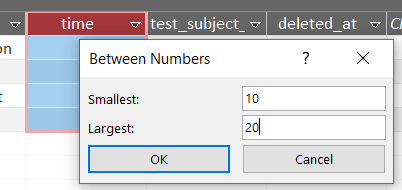 time test_subject_ deleted_at
on
Between Numbers ?
Smallest: 10
t
Largest: 20
OK Cancel